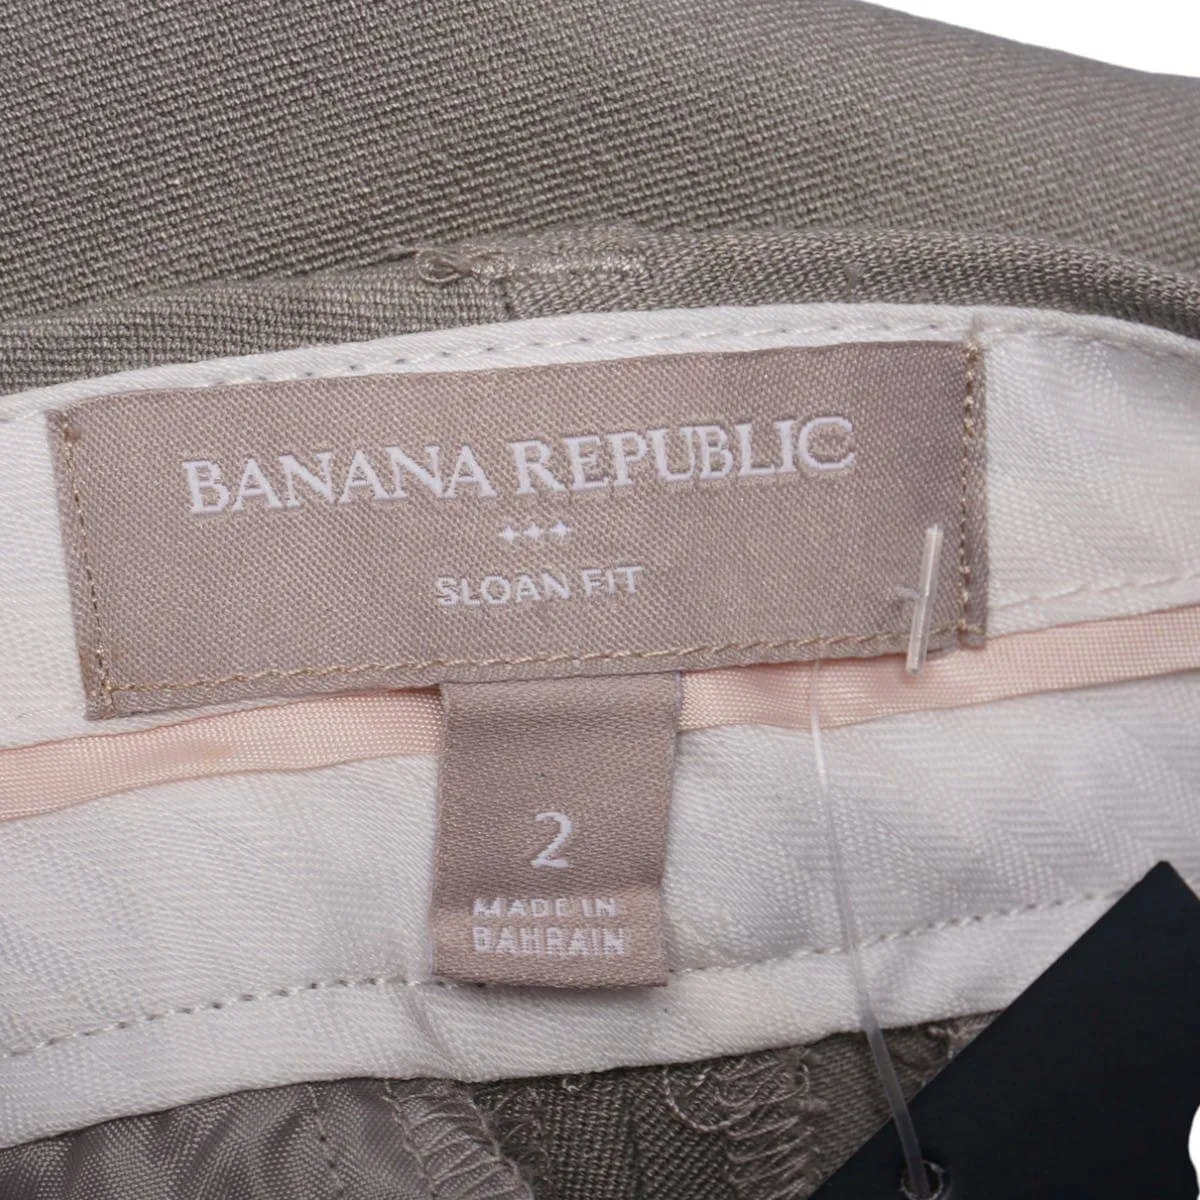 BANANA REPUBLIC
SLOAN FIT
2
MADE IN
BAHRAIN